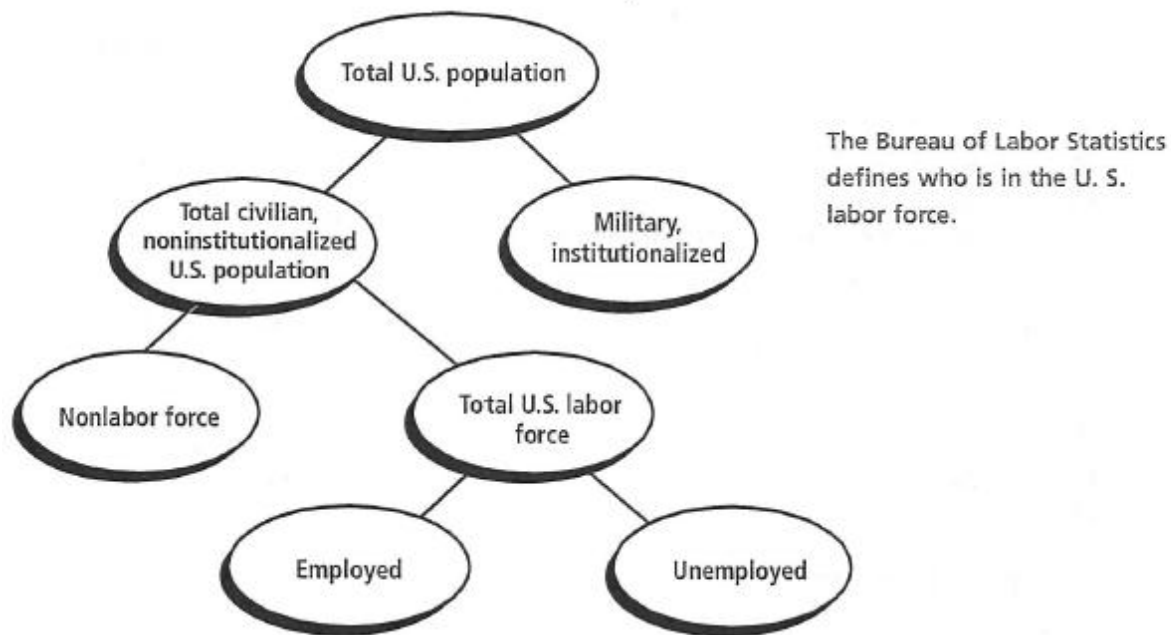 Total U.S. population
The Bureau of Labor Statistics
defines who is in the U. S.
labor force.
Total civilian,
noninstitutionalized
U.S. population
Military,
institutionalized
Nonlabor force
Total U.S. labor
force
Employed
Unemployed